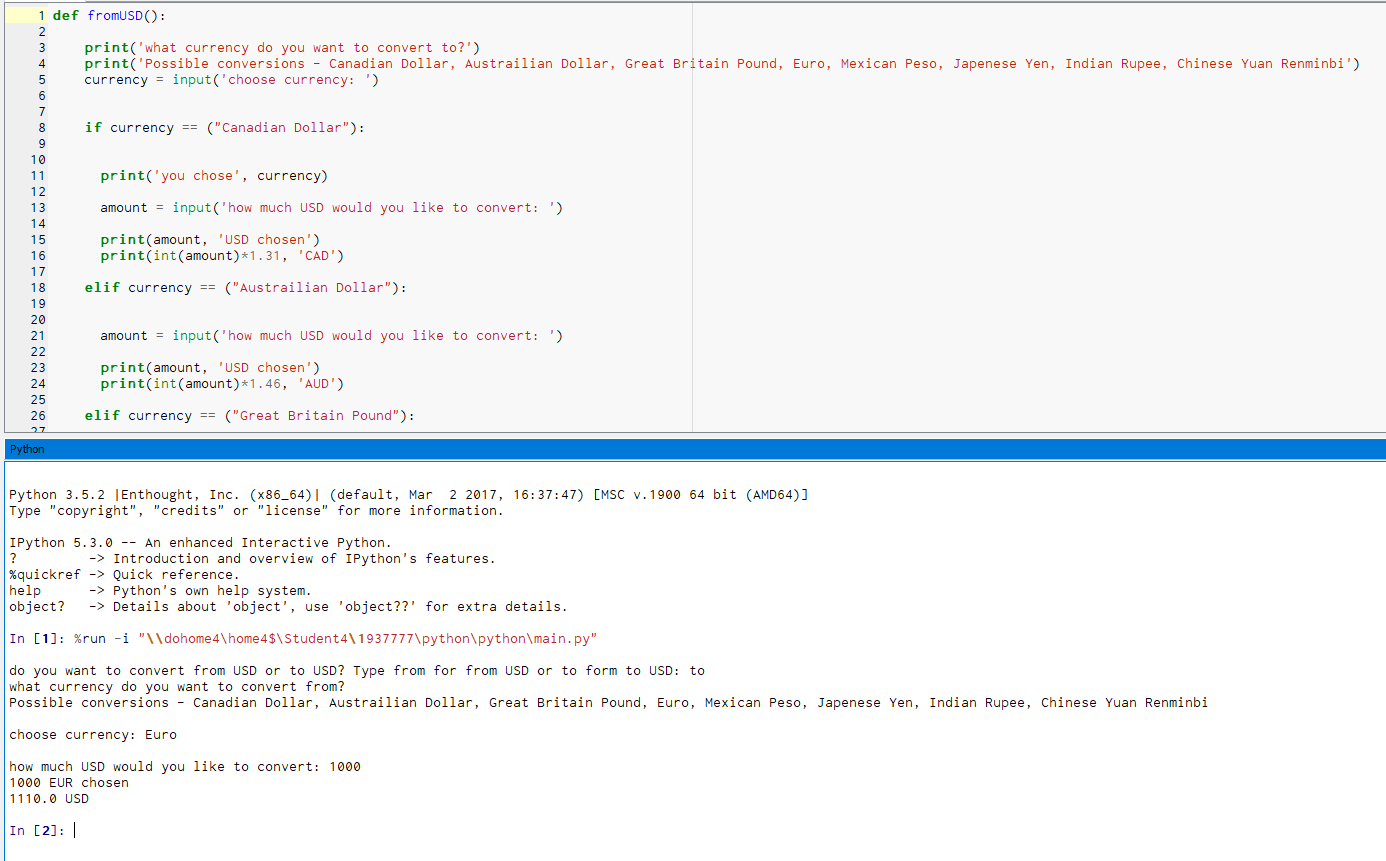 1 def fromUSD():
2
3     print('what currency do you want to convert to?')
4     print('Possible conversions - Canadian Dollar, Austrailian Dollar, Great Britain Pound, Euro, Mexican Peso, Japenese Yen, Indian Rupee, Chinese Yuan Renminbi')
5     currency = input('choose currency: ')
6
7
8     if currency == ("Canadian Dollar"):
9
10
11       print('you chose', currency)
12
13       amount = input('how much USD would you like to convert: ')
14
15       print(amount, 'USD chosen')
16       print(int(amount)*1.31, 'CAD')
17
18     elif currency == ("Austrailian Dollar"):
19
20
21       amount = input('how much USD would you like to convert: ')
22
23       print(amount, 'USD chosen')
24       print(int(amount)*1.46, 'AUD')
25
26     elif currency == ("Great Britain Pound"):
27
Python
Python 3.5.2 |Enthought, Inc. (x86_64)| (default, Mar  2 2017, 16:37:47) [MSC v.1900 64 bit (AMD64)]
Type "copyright", "credits" or "license" for more information.
IPython 5.3.0 -- An enhanced Interactive Python.
?         -> Introduction and overview of IPython's features.
%quickref -> Quick reference.
help      -> Python's own help system.
object?   -> Details about 'object', use 'object??' for extra details.
In [1]: %run -i "\\dohome4\home4$\Student4\1937777\python\python\main.py"
do you want to convert from USD or to USD? Type from for from USD or to form to USD: to
what currency do you want to convert from?
Possible conversions - Canadian Dollar, Austrailian Dollar, Great Britain Pound, Euro, Mexican Peso, Japenese Yen, Indian Rupee, Chinese Yuan Renminbi
choose currency: Euro
how much USD would you like to convert: 1000
1000 EUR chosen
1110.0 USD
In [2]: